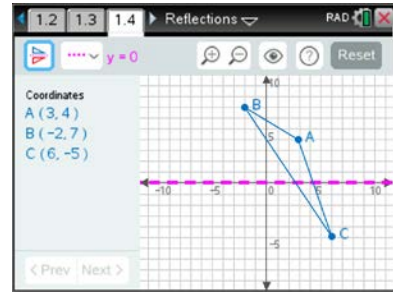 1.2 1.3 1.4 Reflections RAD
y = 0 Reset
Coordinates
A (3, 4)
B (-2, 7)
C (6, -5)
< Prev Next >
10
B
A
5
-10 -5 5 10
C
-5